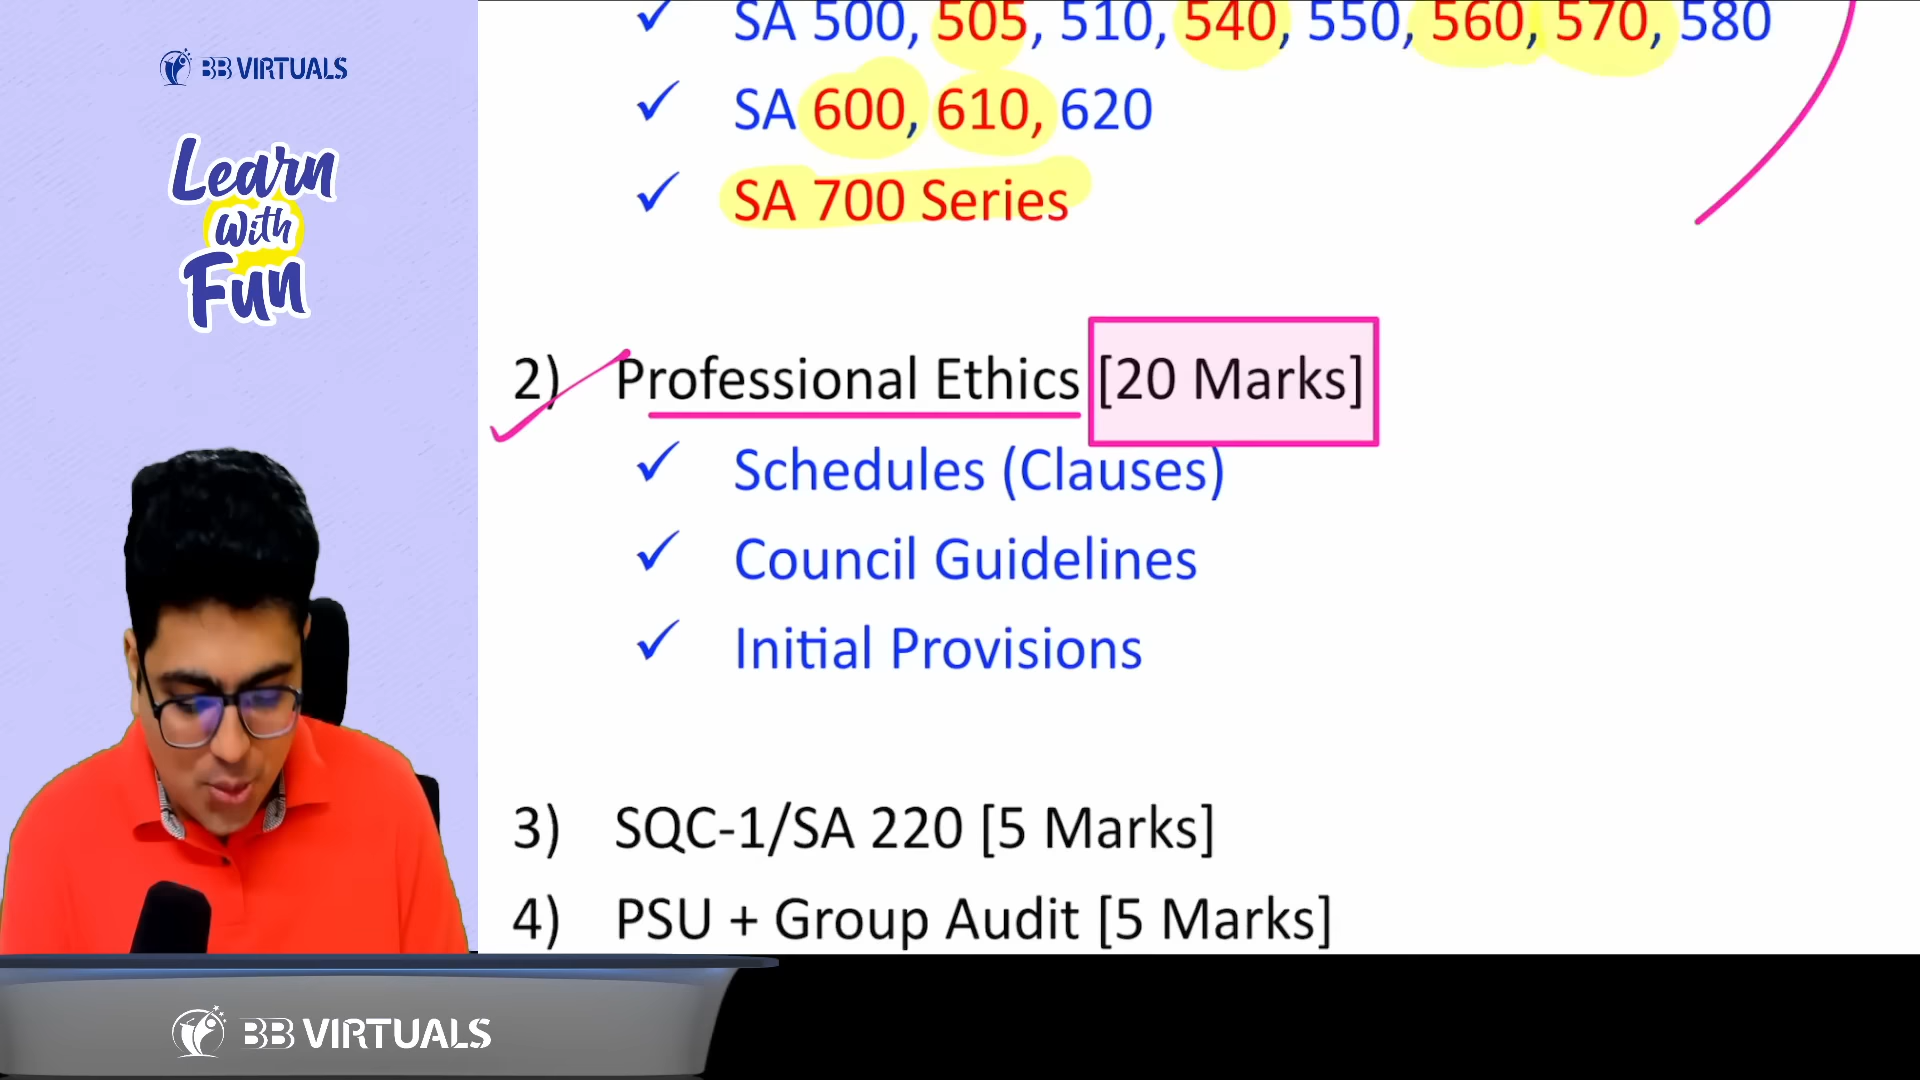 BB VIRTUALS
Learn
with
Fun
✓ SA 500, 505, 510, 540, 550, 560, 570, 580
✓ SA 600, 610, 620
✓ SA 700 Series
2) Professional Ethics [20 Marks]
✓ Schedules (Clauses)
✓ Council Guidelines
✓ Initial Provisions
3) SQC-1/SA 220 [5 Marks]
4) PSU + Group Audit [5 Marks]
BB VIRTUALS